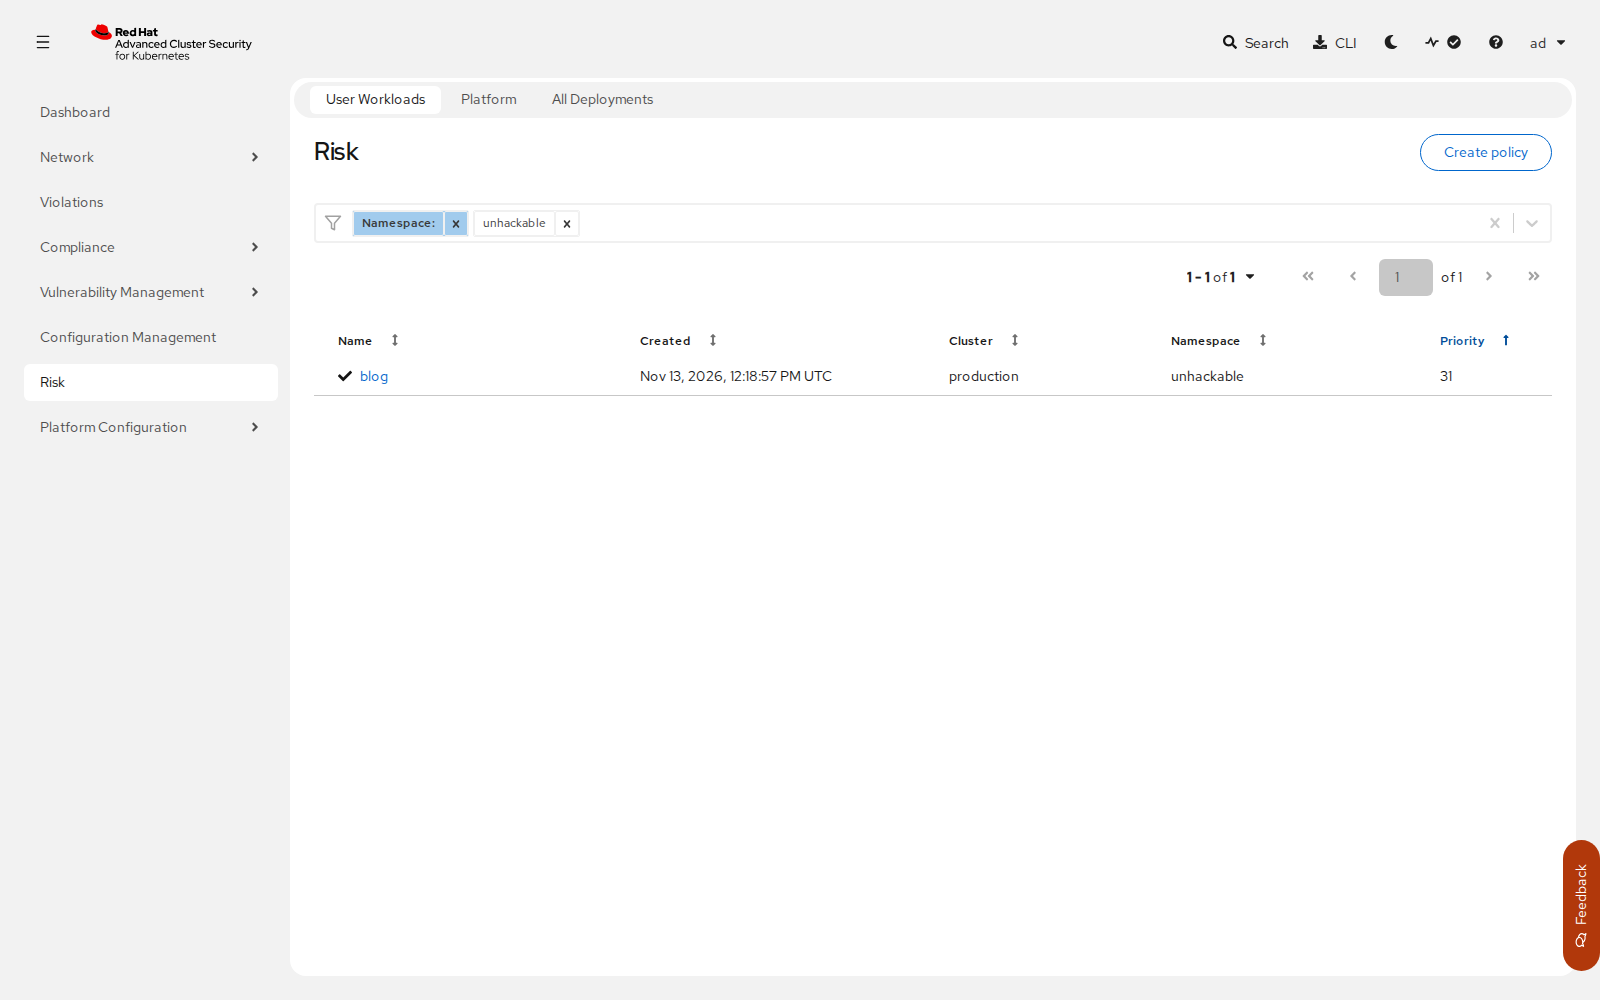 Red Hat
Advanced Cluster Security
for Kubernetes
Search
CLI
ad
Dashboard
Network
Violations
Compliance
Vulnerability Management
Configuration Management
Risk
Platform Configuration
User Workloads
Platform
All Deployments
Risk
Create policy
Namespace: x
unhackable x
1 - 1 of 1
1 of 1
Name Created Cluster Namespace Priority
blog Nov 13, 2026, 12:18:57 PM UTC production unhackable 31
Feedback